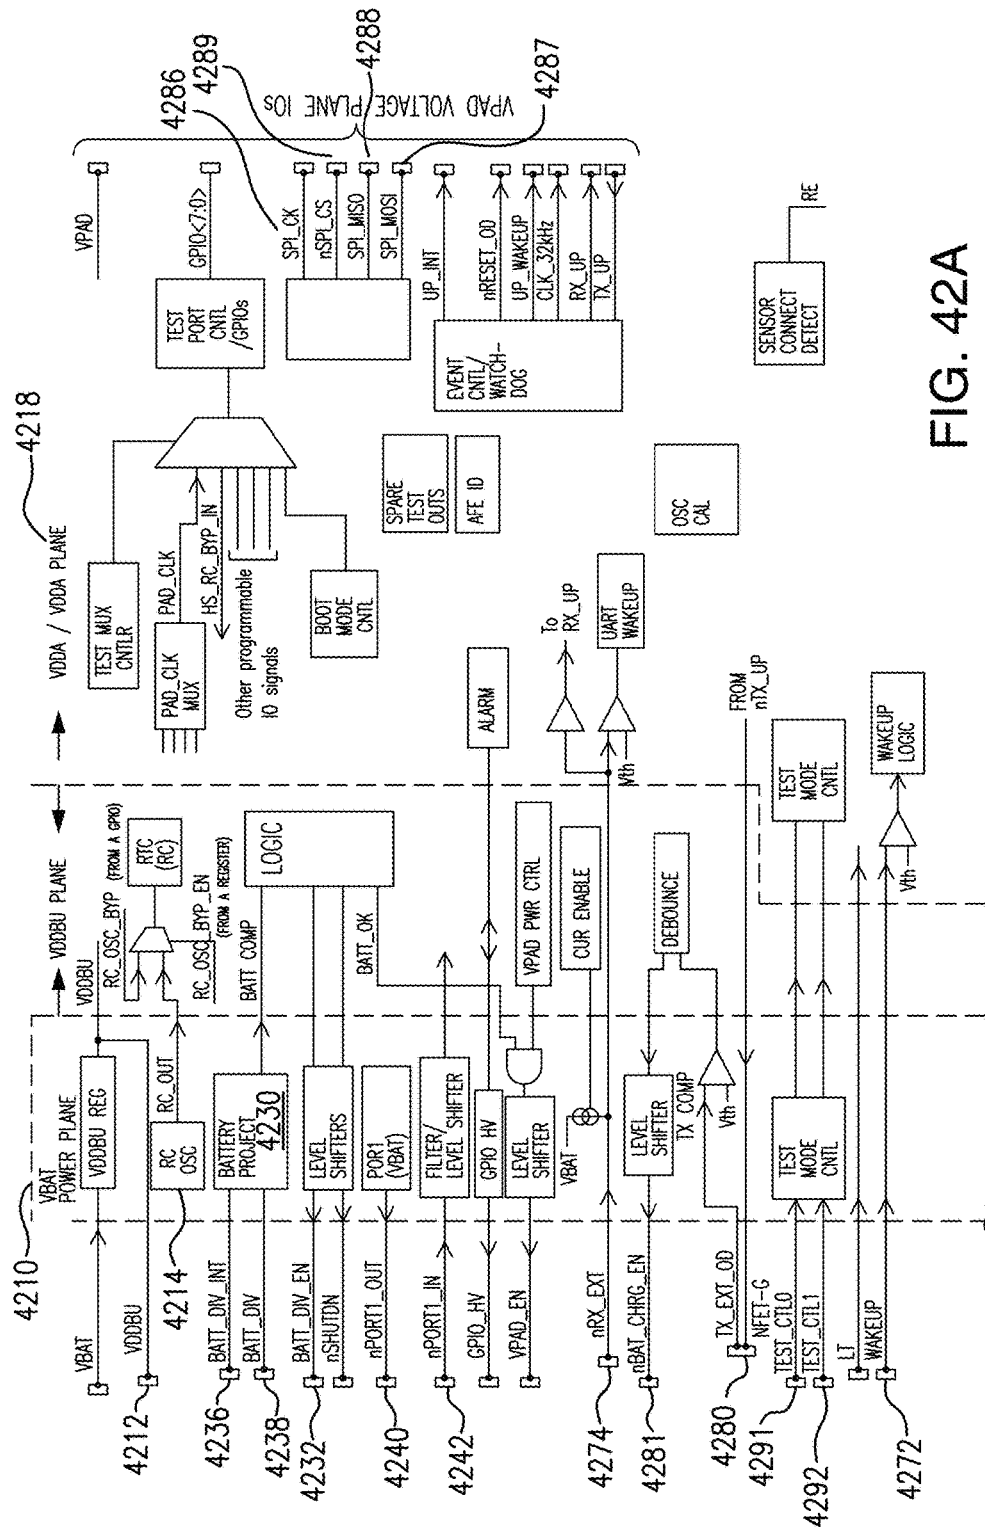 4210
4212
4214
4236
4238
4232
4240
4242
4274
4281
4280
4291
4292
4272
VBAT
VDDBU
BATT_DIV_INT
BATT_DIV
BATT_DIV_EN
nSHUTDN
nPORT1_OUT
nPORT1_IN
GPIO_HV
VPAD_EN
nRX_EXT
nBAT_CHRG_EN
TX_EXT_OD
NFET-G
TEST_CTL0
TEST_CTL1
LT
WAKEUP
VBAT
POWER PLANE
VDDBU REG
RC
OSC
RC_OUT
BATTERY
PROJECT
4230
LEVEL
SHIFTERS
PORT1
(VBAT)
FILTER/
LEVEL SHIFTER
GPIO HV
LEVEL
SHIFTER
VBAT
LEVEL
SHIFTER
TX COMP
Vth
TEST
MODE
CNTL
VDDBU PLANE
VDDBU
RC_OSC_BYP
(FROM A GPIO)
RTC
(RC)
RC_OSC_BYP_EN
(FROM A REGISTER)
BATT COMP
LOGIC
BATT_OK
VPAD PWR CTRL
CUR ENABLE
DEBOUNCE
TEST
MODE
CNTL
Vth
WAKEUP
LOGIC
VDDA / VDDA PLANE
4218
TEST MUX
CNTLR
PAD_CLK
MUX
PAD_CLK
HS_RC_BYP_IN
Other programmable
IO signals
BOOT
MODE
CNTL
ALARM
To
RX_UP
Vth
UART
WAKEUP
FROM
nTX_UP
SPARE
TEST
OUTS
AFE ID
OSC
CAL
TEST
PORT
CNTL
/GPIOs
EVENT
CNTL/
WATCH-
DOG
SENSOR
CONNECT
DETECT
RE
VPAD
GPIO<7:0>
SPI_CK
nSPI_CS
SPI_MISO
SPI_MOSI
UP_INT
nRESET_OD
UP_WAKEUP
CLK_32kHz
RX_UP
TX_UP
VPAD VOLTAGE PLANE IOs
4286
4289
4288
4287
FIG. 42A